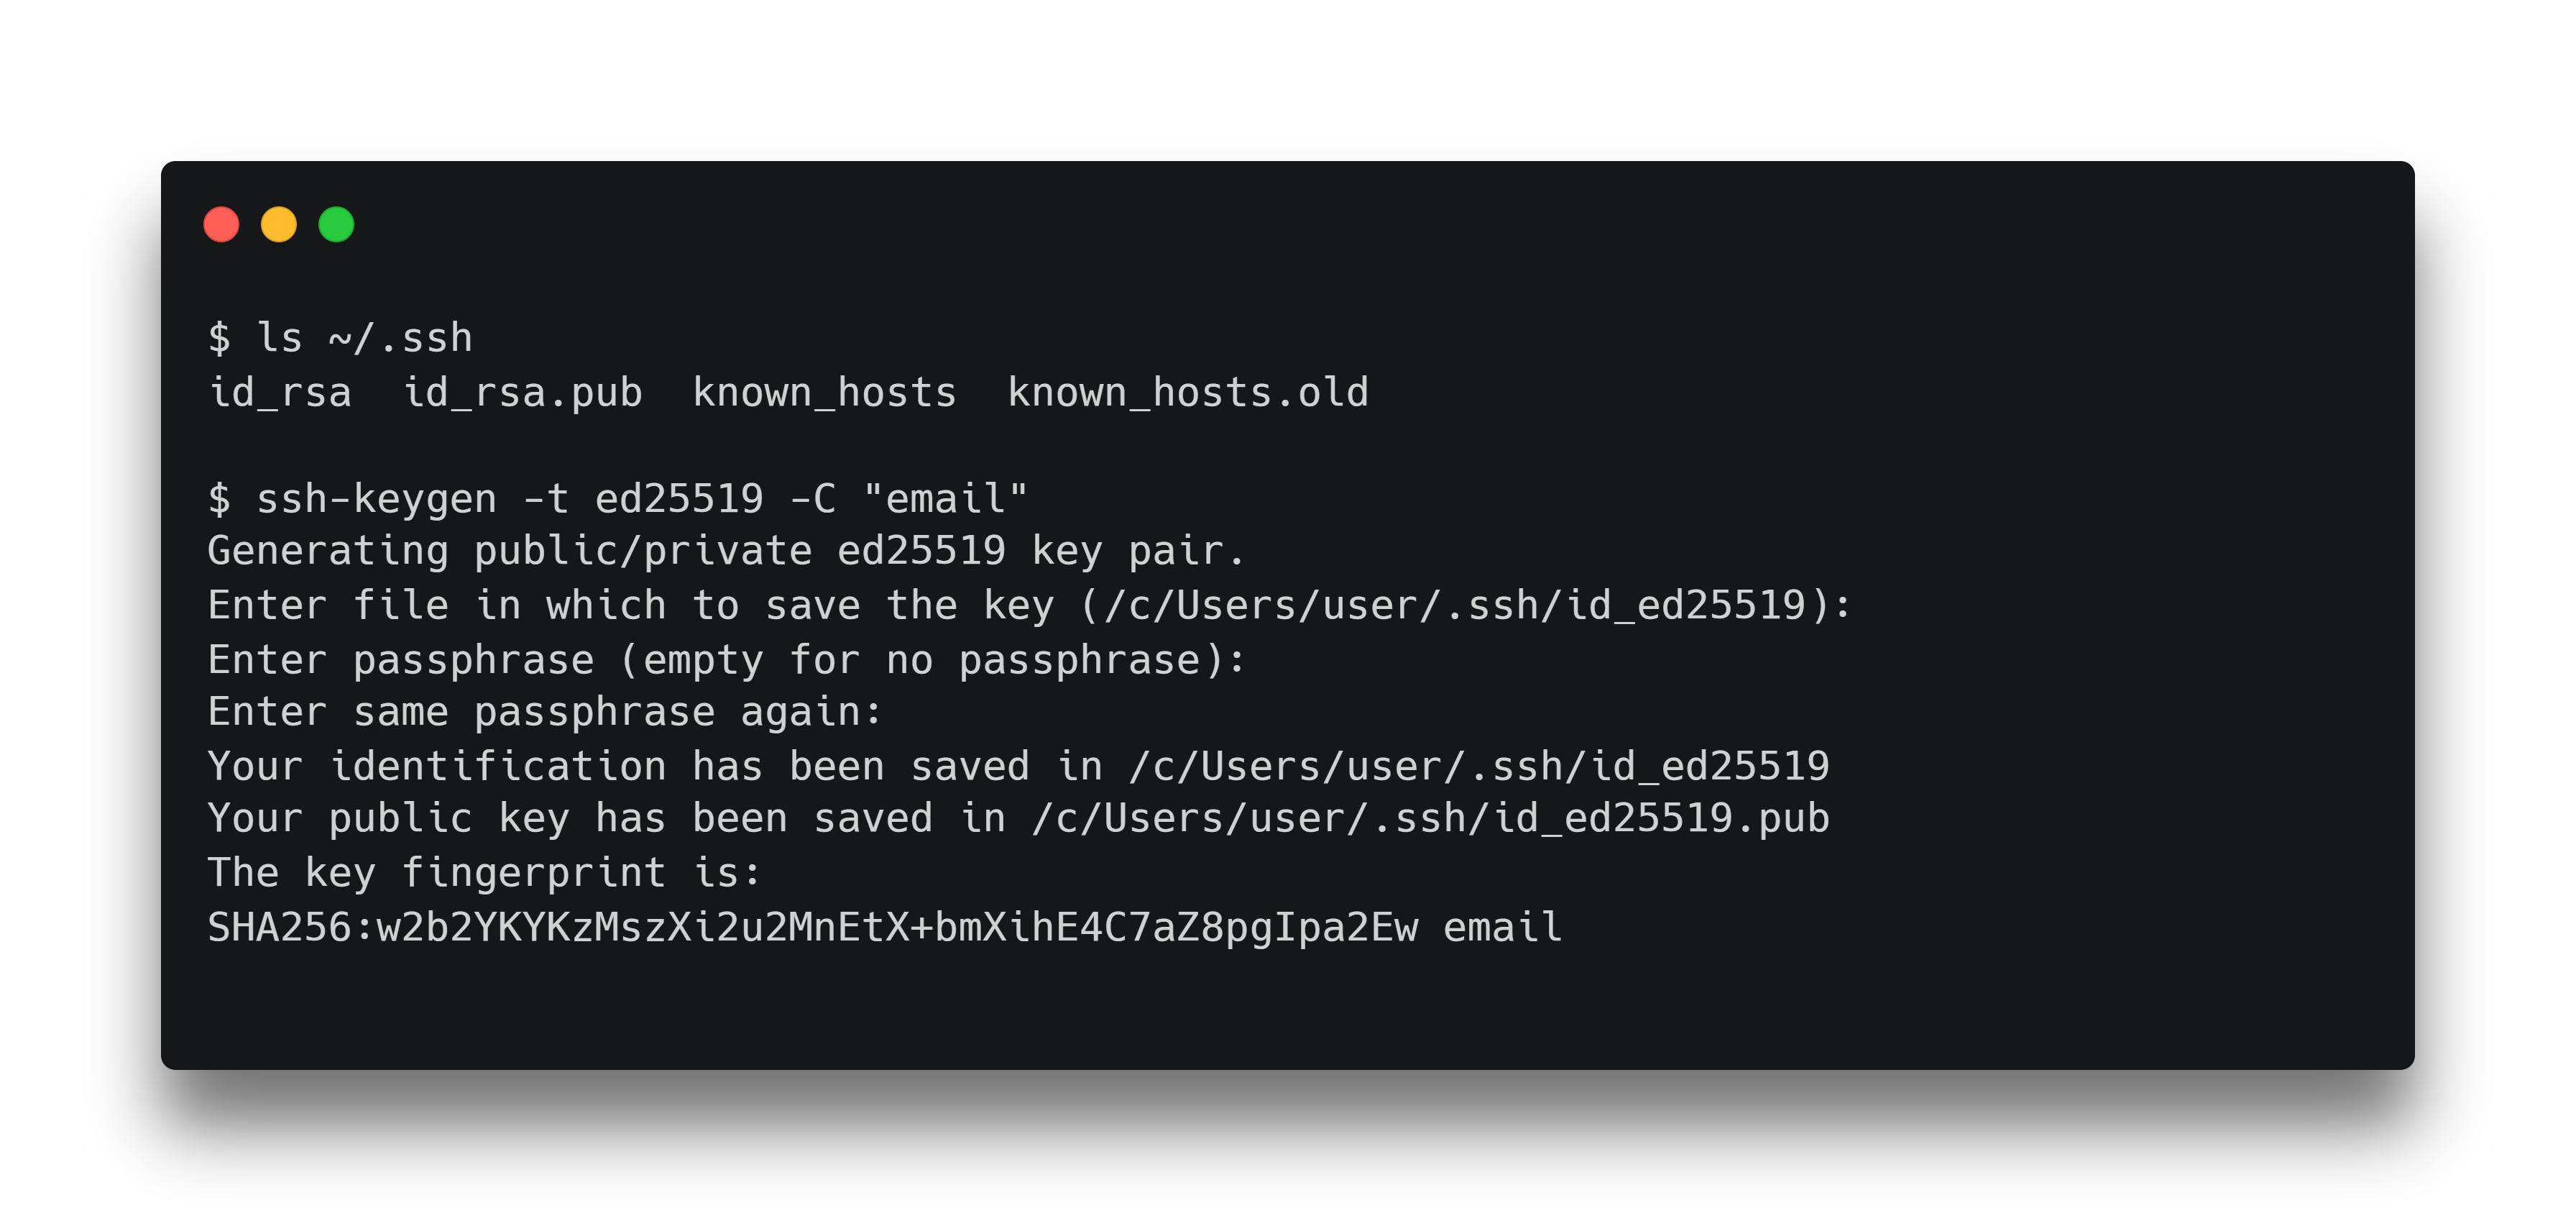 $ ls ~/.ssh
id_rsa  id_rsa.pub  known_hosts  known_hosts.old
$ ssh-keygen -t ed25519 -C "email"
Generating public/private ed25519 key pair.
Enter file in which to save the key (/c/Users/user/.ssh/id_ed25519):
Enter passphrase (empty for no passphrase):
Enter same passphrase again:
Your identification has been saved in /c/Users/user/.ssh/id_ed25519
Your public key has been saved in /c/Users/user/.ssh/id_ed25519.pub
The key fingerprint is:
SHA256:w2b2YKYKzMszXi2u2MnEtX+bmXihE4C7aZ8pgIpa2Ew email